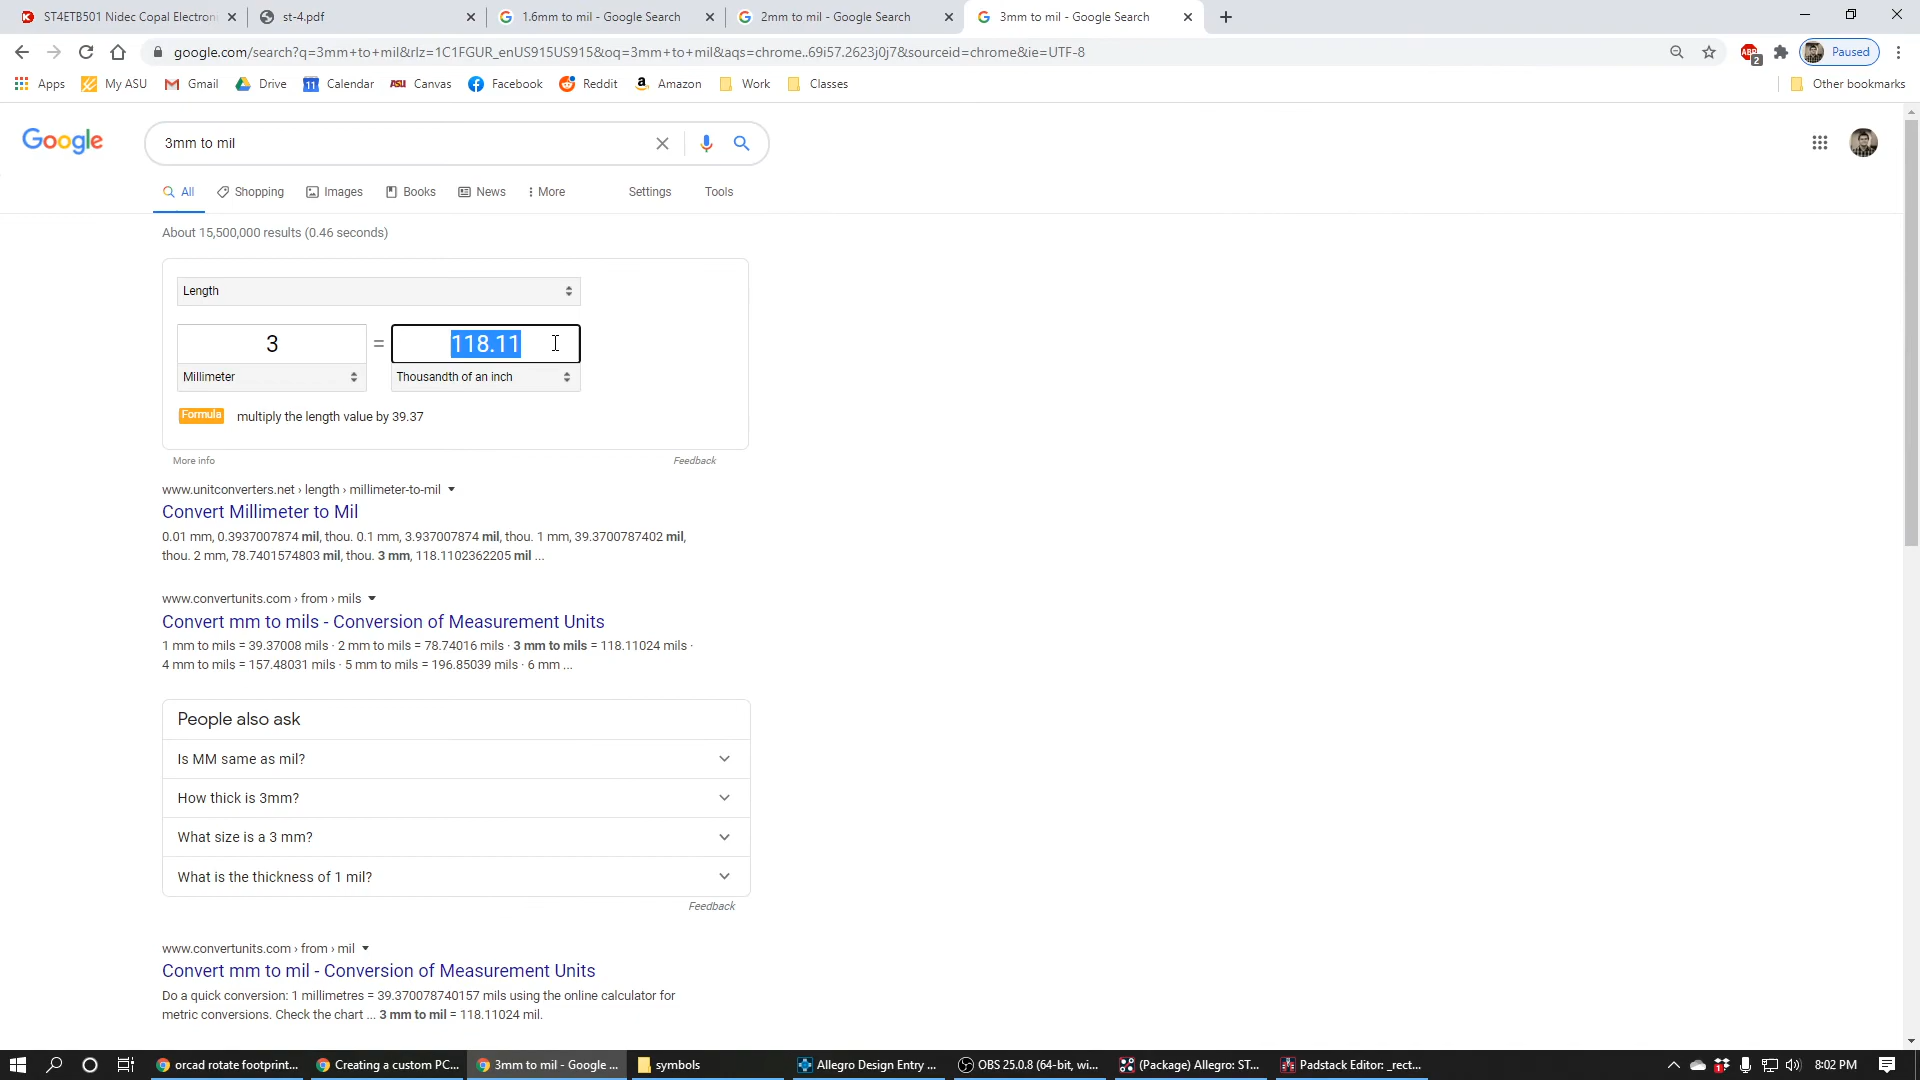 ST4ETB501 Nidec Copal Electron
st-4.pdf
1.6mm to mil - Google Search
2mm to mil - Google Search
3mm to mil - Google Search
google.com/search?q=3mm+to+mil&rlz=1C1FGUR_enUS915US915&oq=3mm+to+mil&aqs=chrome..69i57.2623j0j7&sourceid=chrome&ie=UTF-8
ABP
2
Paused
Apps
My ASU
Gmail
Drive
11
Calendar
ASU
Canvas
Facebook
Reddit
Amazon
Work
Classes
Other bookmarks
Google
3mm to mil
All
Shopping
Images
Books
News
More
Settings
Tools
About 15,500,000 results (0.46 seconds)
Length
3 = 118.11
Millimeter
Thousandth of an inch
Formula multiply the length value by 39.37
More info
Feedback
www.unitconverters.net › length › millimeter-to-mil
Convert Millimeter to Mil
0.01 mm, 0.3937007874 mil, thou. 0.1 mm, 3.937007874 mil, thou. 1 mm, 39.3700787402 mil,
thou. 2 mm, 78.7401574803 mil, thou. 3 mm, 118.1102362205 mil ...
www.convertunits.com › from › mils
Convert mm to mils - Conversion of Measurement Units
1 mm to mils = 39.37008 mils · 2 mm to mils = 78.74016 mils · 3 mm to mils = 118.11024 mils ·
4 mm to mils = 157.48031 mils · 5 mm to mils = 196.85039 mils · 6 mm ...
People also ask
Is MM same as mil?
How thick is 3mm?
What size is a 3 mm?
What is the thickness of 1 mil?
Feedback
www.convertunits.com › from › mil
Convert mm to mil - Conversion of Measurement Units
Do a quick conversion: 1 millimetres = 39.370078740157 mils using the online calculator for
metric conversions. Check the chart ... 3 mm to mil = 118.11024 mil.
orcad rotate footprint...
Creating a custom PC...
3mm to mil - Google ...
symbols
Allegro Design Entry ...
OBS 25.0.8 (64-bit, wi...
(Package) Allegro: ST...
Padstack Editor: _rect...
1
8:02 PM